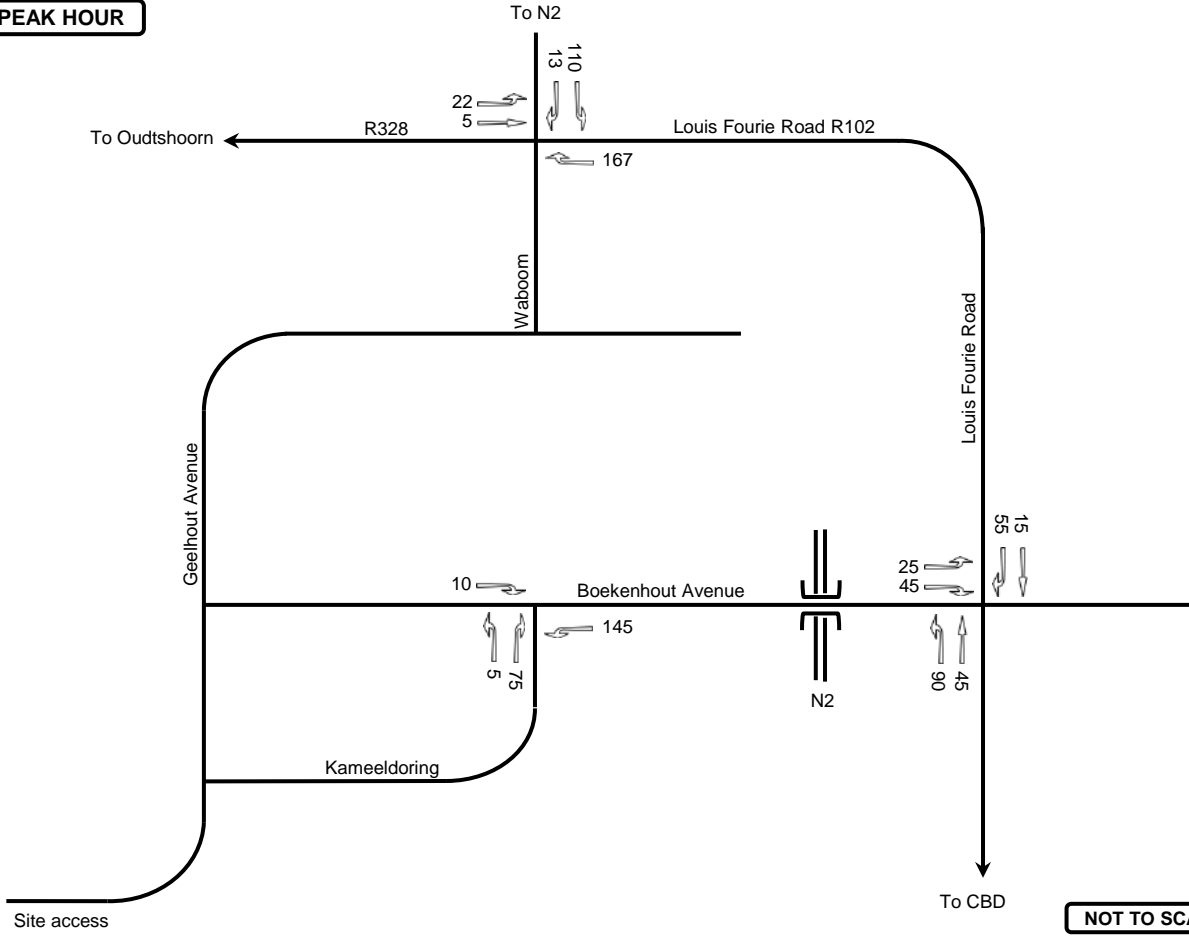 PEAK HOUR
To N2
13
110
22
5
To Oudtshoorn
R328
Louis Fourie Road R102
167
Waboom
Louis Fourie Road
Geelhout Avenue
55
15
10
Boekenhout Avenue
25
45
145
5
75
90
45
N2
Kameeldoring
To CBD
Site access
NOT TO SCA